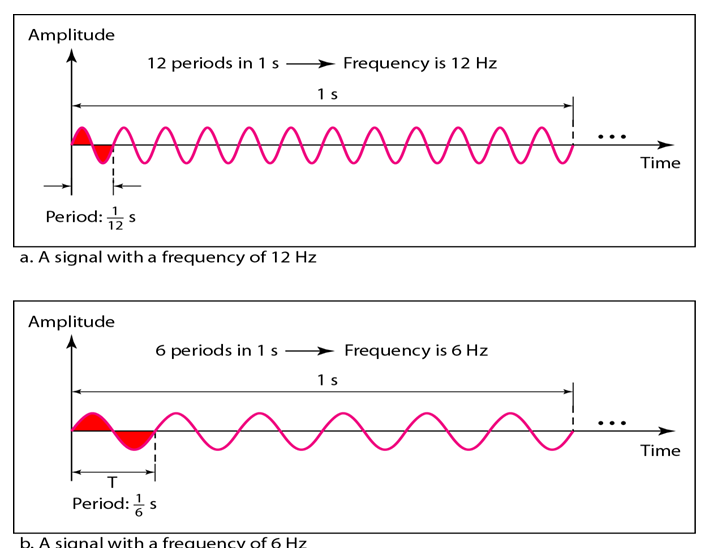 Amplitude
12 periods in 1 s Frequency is 12 Hz
1 s
•••
Time
Period: 1/12 s
a. A signal with a frequency of 12 Hz
Amplitude
6 periods in 1 s Frequency is 6 Hz
1 s
•••
Time
T
Period: 1/6 s
b. A signal with a frequency of 6 Hz